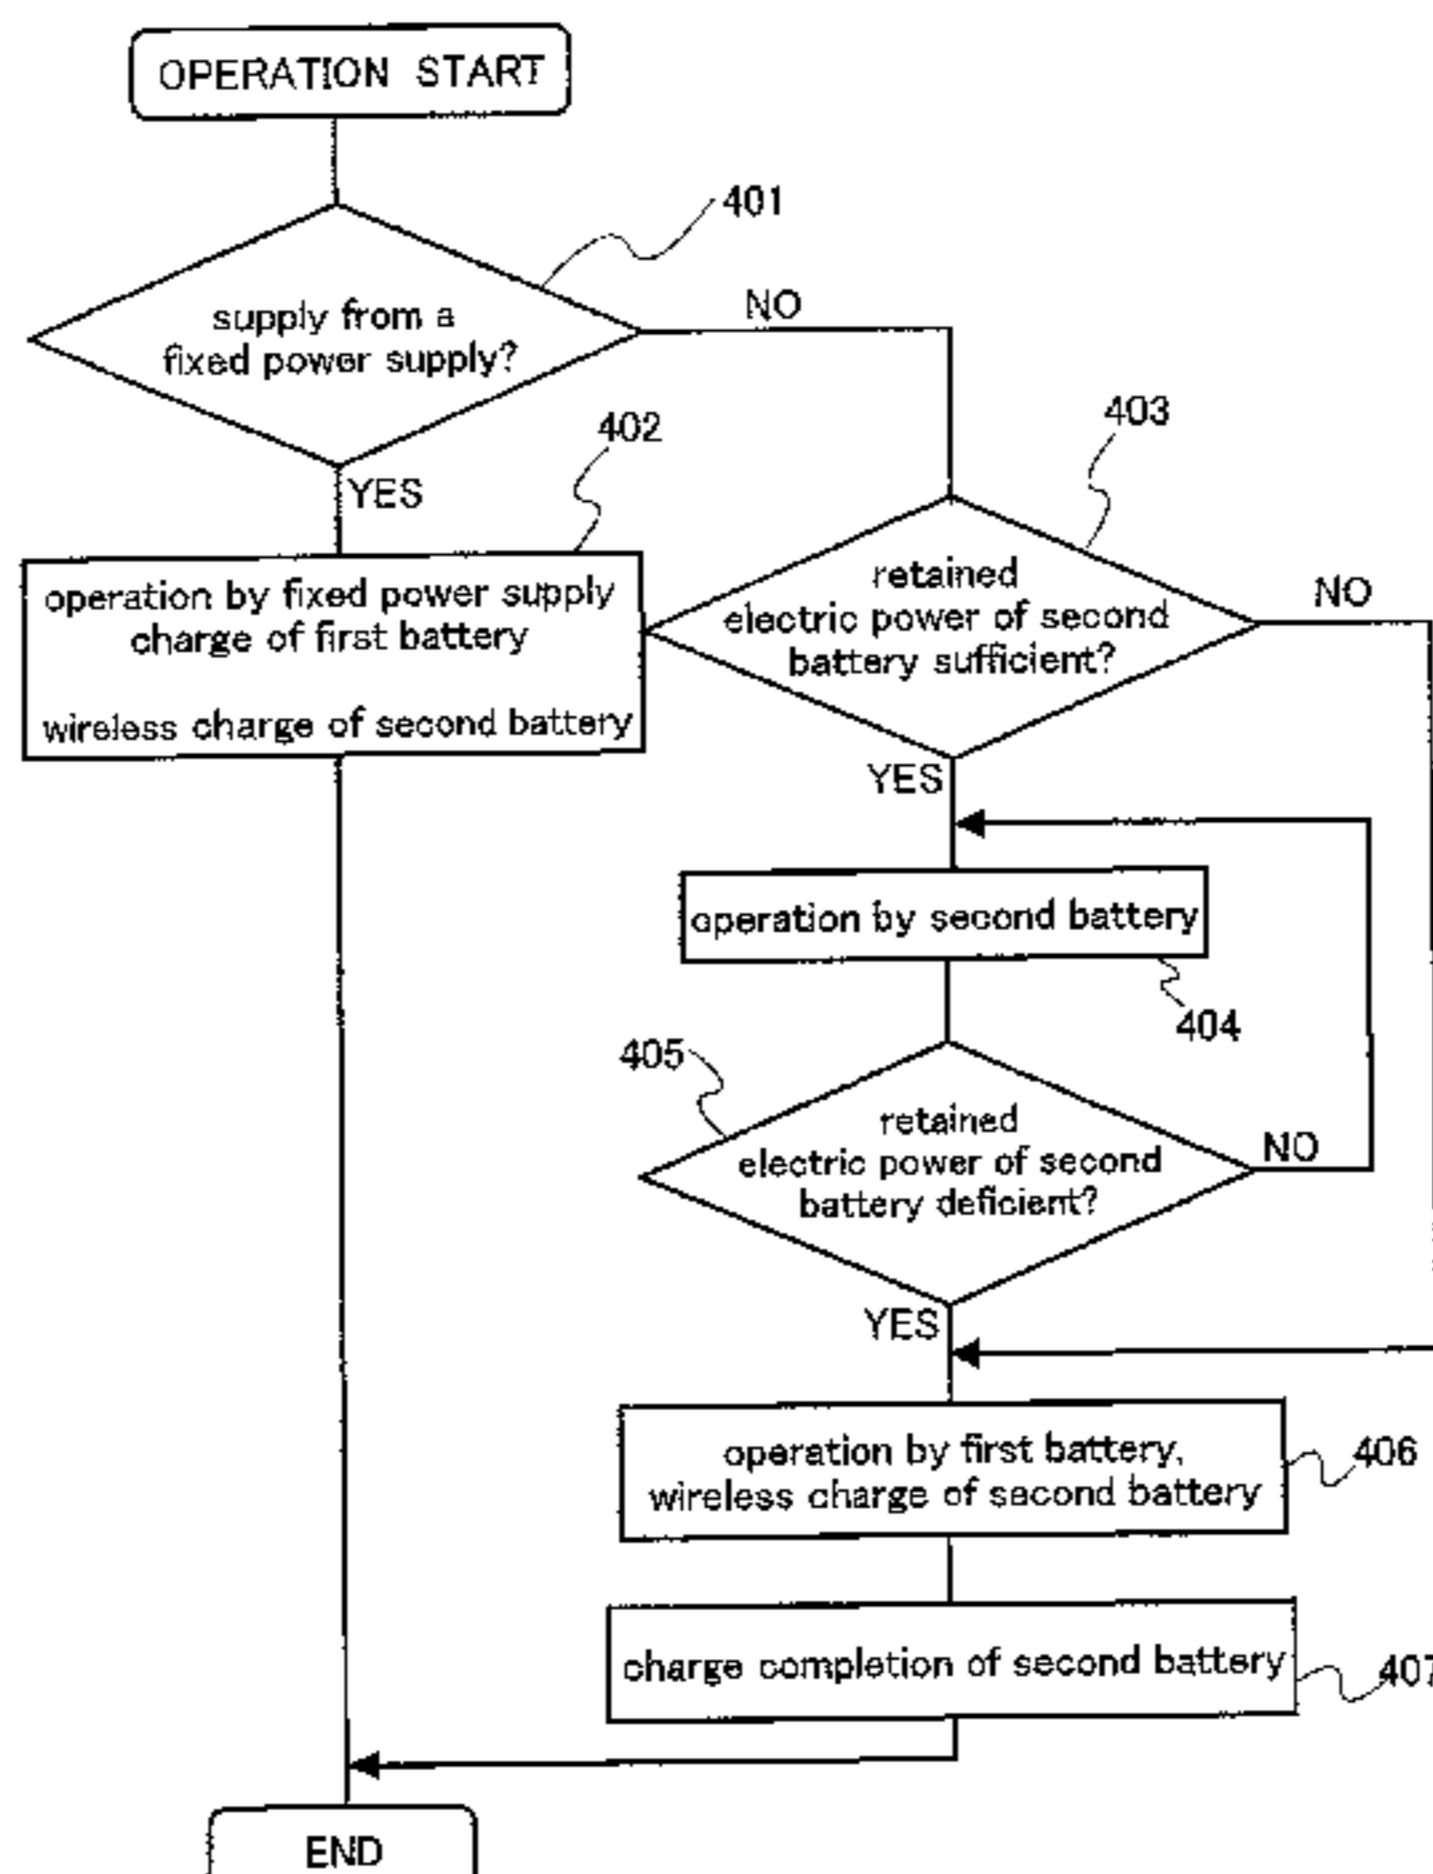 OPERATION START
401
supply from a
fixed power supply?
NO
YES
402
operation by fixed power supply
charge of first battery
wireless charge of second battery
403
retained
electric power of second
battery sufficient?
NO
YES
operation by second battery
404
405
retained
electric power of second
battery deficient?
NO
YES
operation by first battery,
wireless charge of second battery
406
charge completion of second battery
407
END